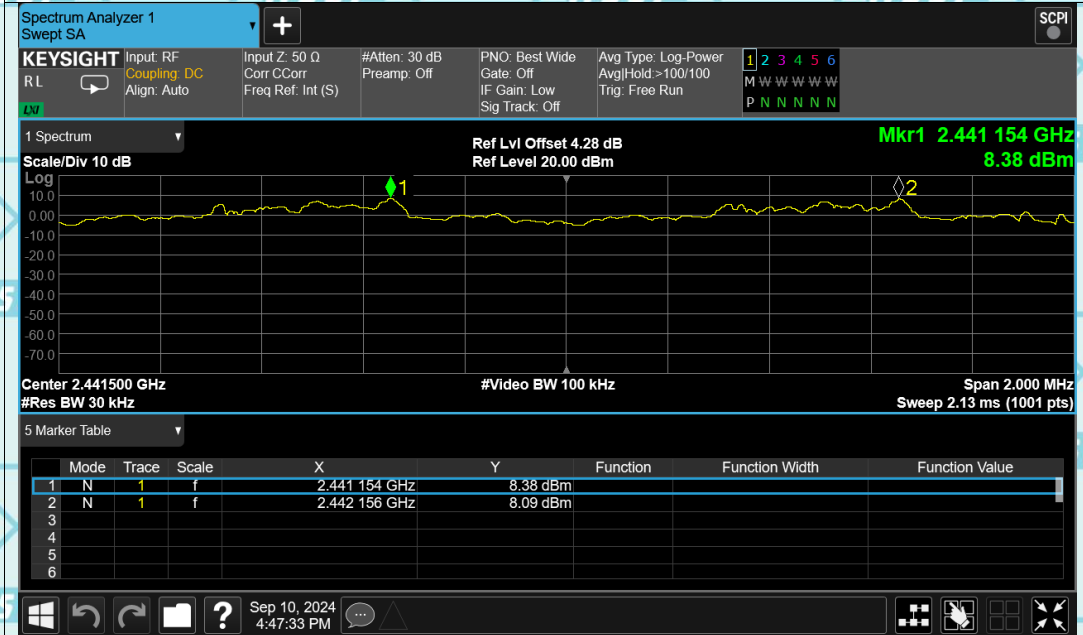 Spectrum Analyzer 1
Swept SA
+
SCPI
KEYSIGHT
R L
LXI
Input: RF
Coupling: DC
Align: Auto
Input Z: 50 Ω
Corr CCorr
Freq Ref: Int (S)
#Atten: 30 dB
Preamp: Off
PNO: Best Wide
Gate: Off
IF Gain: Low
Sig Track: Off
Avg Type: Log-Power
Avg|Hold:>100/100
Trig: Free Run
1 2 3 4 5 6
M W W W W W
P N N N N N
1 Spectrum
Scale/Div 10 dB
Ref Lvl Offset 4.28 dB
Ref Level 20.00 dBm
Mkr1 2.441 154 GHz
8.38 dBm
Log
1
2
10.0
0.00
-10.0
-20.0
-30.0
-40.0
-50.0
-60.0
-70.0
Center 2.441500 GHz
#Video BW 100 kHz
Span 2.000 MHz
#Res BW 30 kHz
Sweep 2.13 ms (1001 pts)
5 Marker Table
Mode Trace Scale X Y Function Function Width Function Value
1 N 1 f 2.441 154 GHz 8.38 dBm
2 N 1 f 2.442 156 GHz 8.09 dBm
3
4
5
6
?
Sep 10, 2024
4:47:33 PM